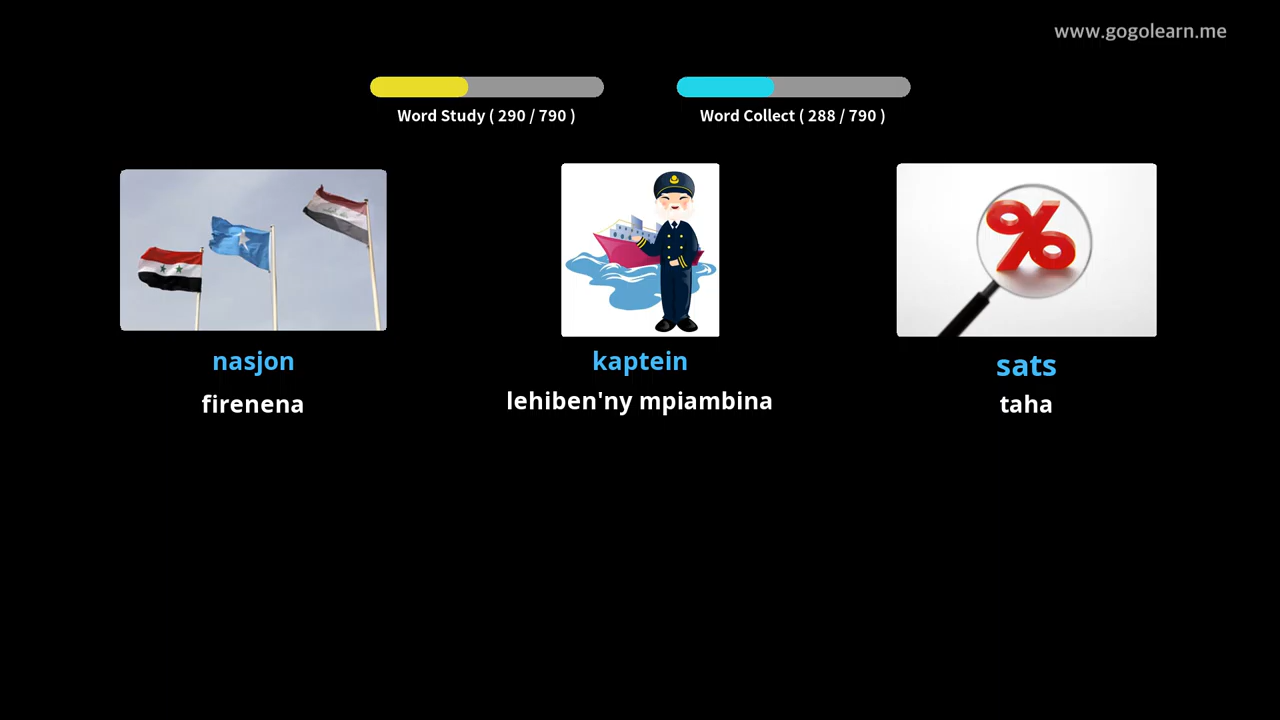 www.gogolearn.me
Word Study ( 290 / 790 )
Word Collect ( 288 / 790 )
nasjon
kaptein
sats
firenena
lehiben'ny mpiambina
taha